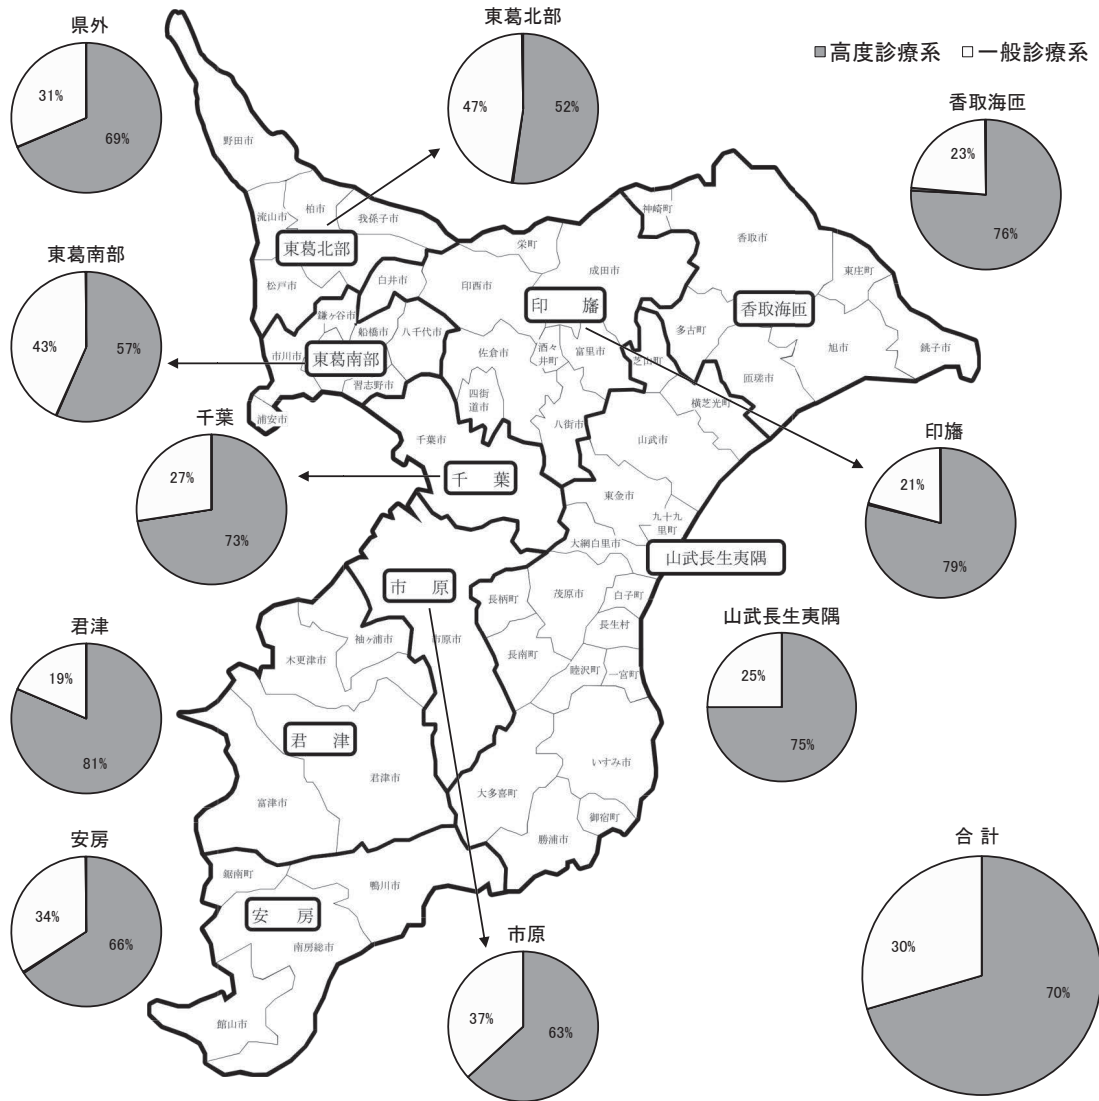 県外
31%
69%
東葛北部
47%
52%
■高度診療系 □一般診療系
香取海匝
23%
76%
東葛南部
43%
57%
千葉
27%
73%
印旛
21%
79%
山武長生夷隅
25%
75%
君津
19%
81%
安房
34%
66%
市原
37%
63%
合計
30%
70%
野田市
流山市
柏市
我孫子市
東葛北部
松戸市
白井市
鎌ヶ谷市
船橋市
八千代市
市川市
東葛南部
習志野市
浦安市
栄町
印西市
成田市
印 旛
佐倉市
酒々井町
富里市
四街道市
八街市
神崎町
香取市
東庄町
香取海匝
多古町
旭市
銚子市
匝瑳市
芝山町
横芝光町
山武市
東金市
九十九里町
大網白里市
山武長生夷隅
千葉市
千 葉
市 原
市原市
長柄町
茂原市
白子町
長生村
長南町
睦沢町
一宮町
いすみ市
大多喜町
御宿町
勝浦市
袖ヶ浦市
木更津市
君 津
君津市
富津市
鋸南町
鴨川市
安 房
南房総市
館山市